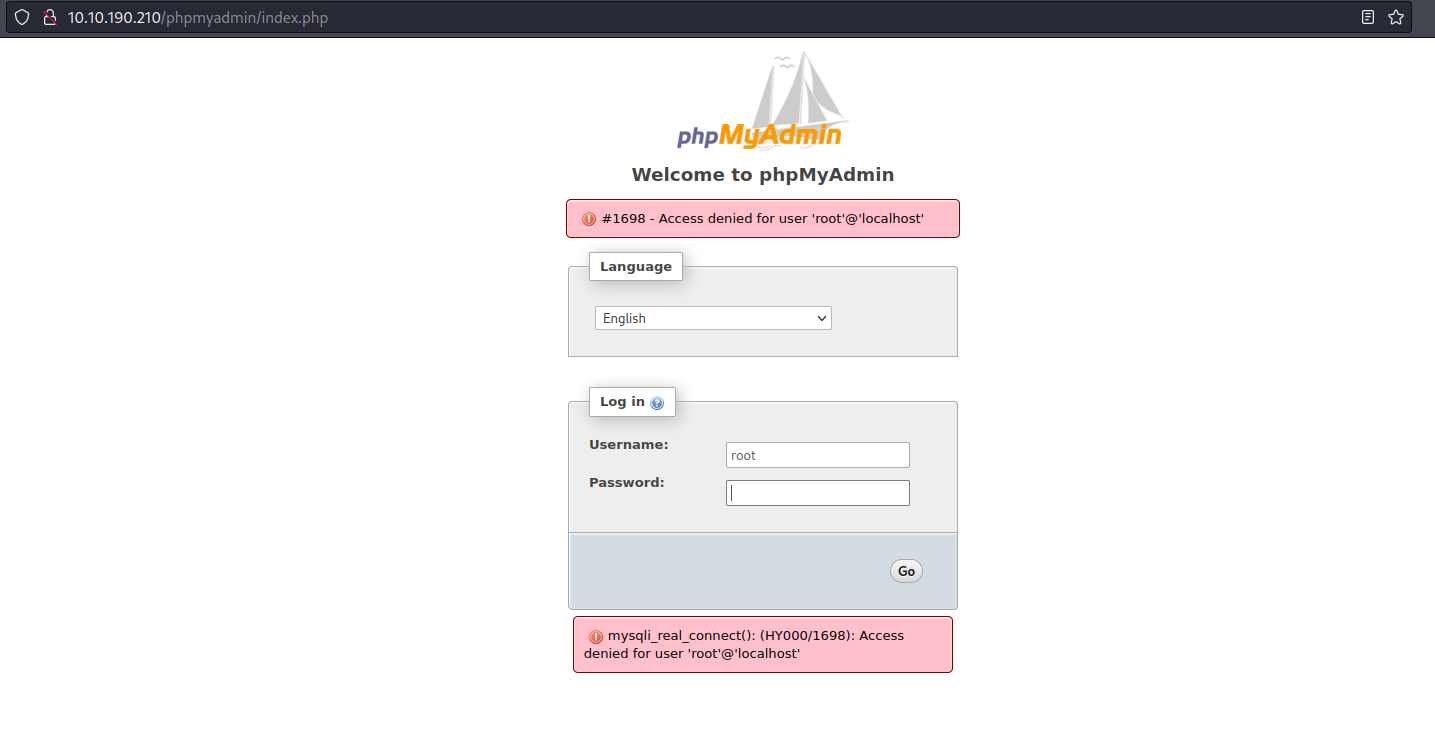 10.10.190.210/phpmyadmin/index.php
phpMyAdmin
Welcome to phpMyAdmin
#1698 - Access denied for user 'root'@'localhost'
Language
English
Log in
Username:
root
Password:
Go
mysqli_real_connect(): (HY000/1698): Access
denied for user 'root'@'localhost'